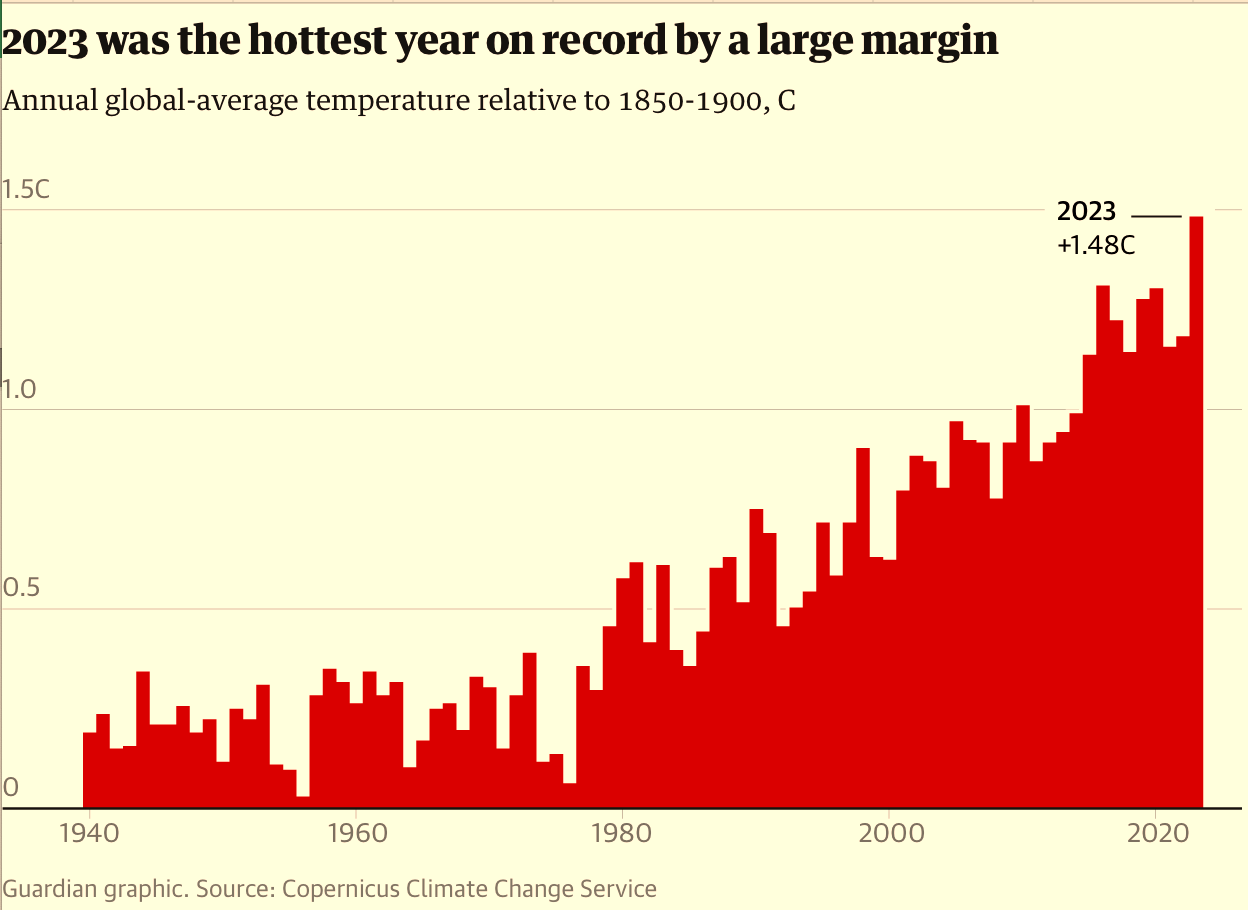 2023 was the hottest year on record by a large margin
Annual global-average temperature relative to 1850-1900, C
1.5C
2023
+1.48C
1.0
0.5
0
1940 1960 1980 2000 2020
Guardian graphic. Source: Copernicus Climate Change Service